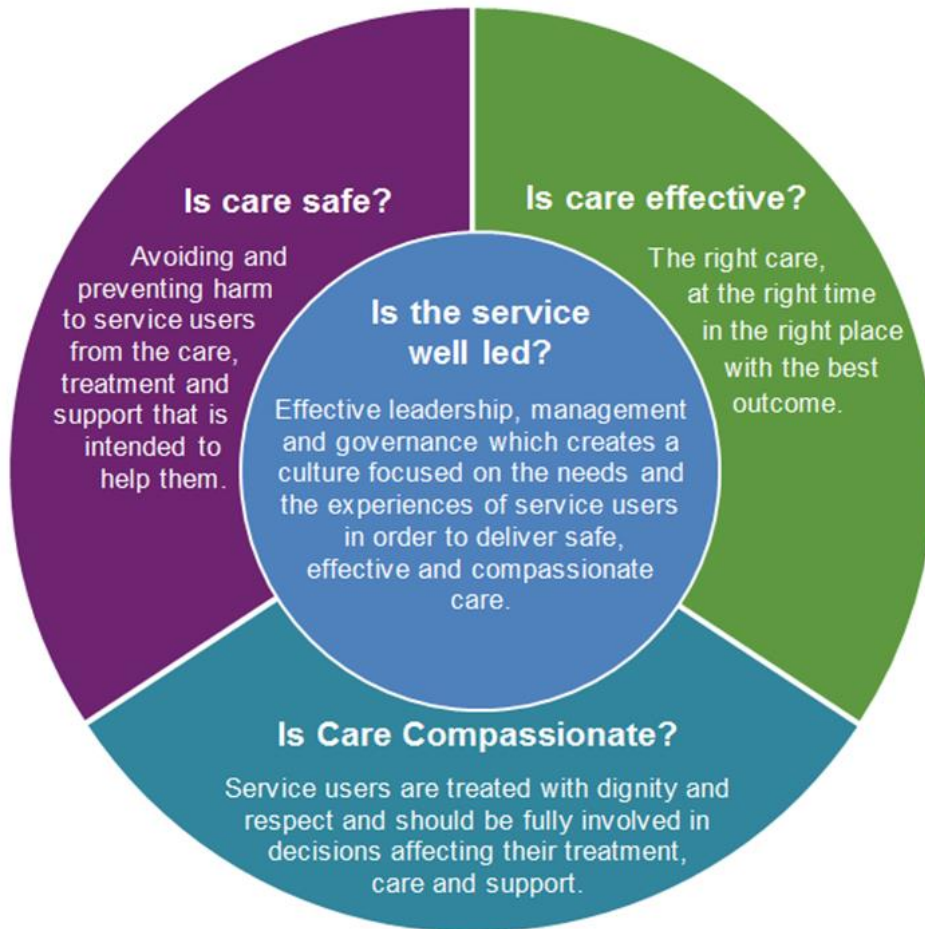 Is care safe?
Avoiding and
preventing harm
to service users
from the care,
treatment and
support that is
intended to
help them.
Is care effective?
The right care,
at the right time
in the right place
with the best
outcome.
Is the service
well led?
Effective leadership, management
and governance which creates a
culture focused on the needs and
the experiences of service users
in order to deliver safe,
effective and compassionate
care.
Is Care Compassionate?
Service users are treated with dignity and
respect and should be fully involved in
decisions affecting their treatment,
care and support.